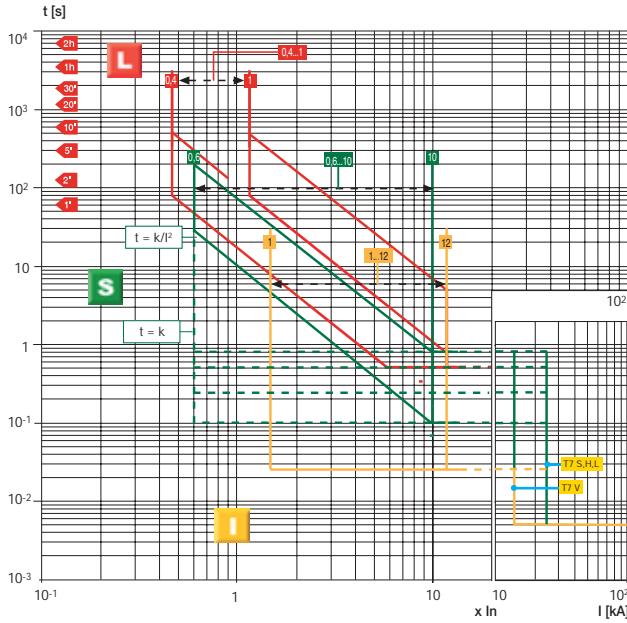 t [s]
10⁴
2h
L
0,4...1
1h
0,4
1
30'
20'
10³
10'
5'
0,6
0,6...10
10
2'
10²
1'
t = k/I²
1
1...12
12
10
S
10²
t = k
1
10⁻¹
T7 S,H,L
T7 V
10⁻²
I
10⁻³
10⁻¹
1
10
10
10²
x In
I [kA]